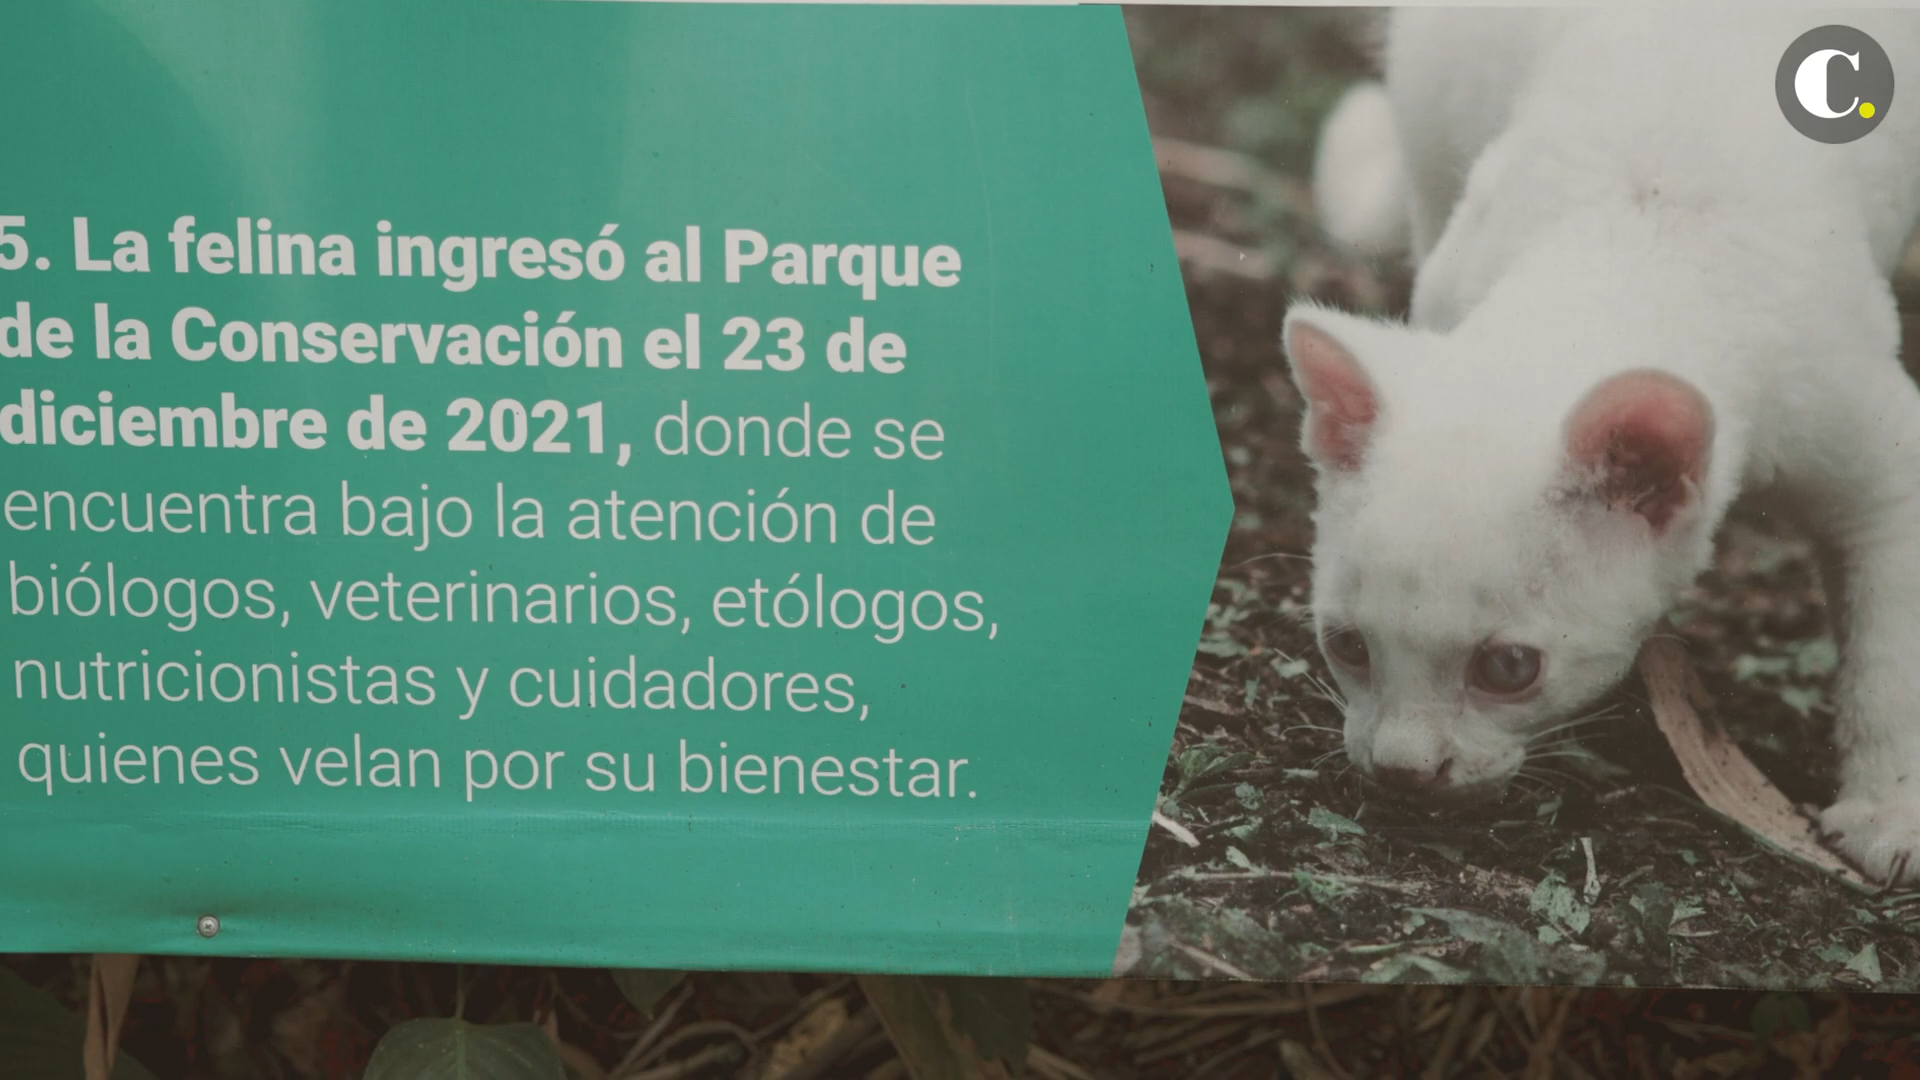 5. La felina ingresó al Parque
de la Conservación el 23 de
diciembre de 2021, donde se
encuentra bajo la atención de
biólogos, veterinarios, etólogos,
nutricionistas y cuidadores,
quienes velan por su bienestar.
C.